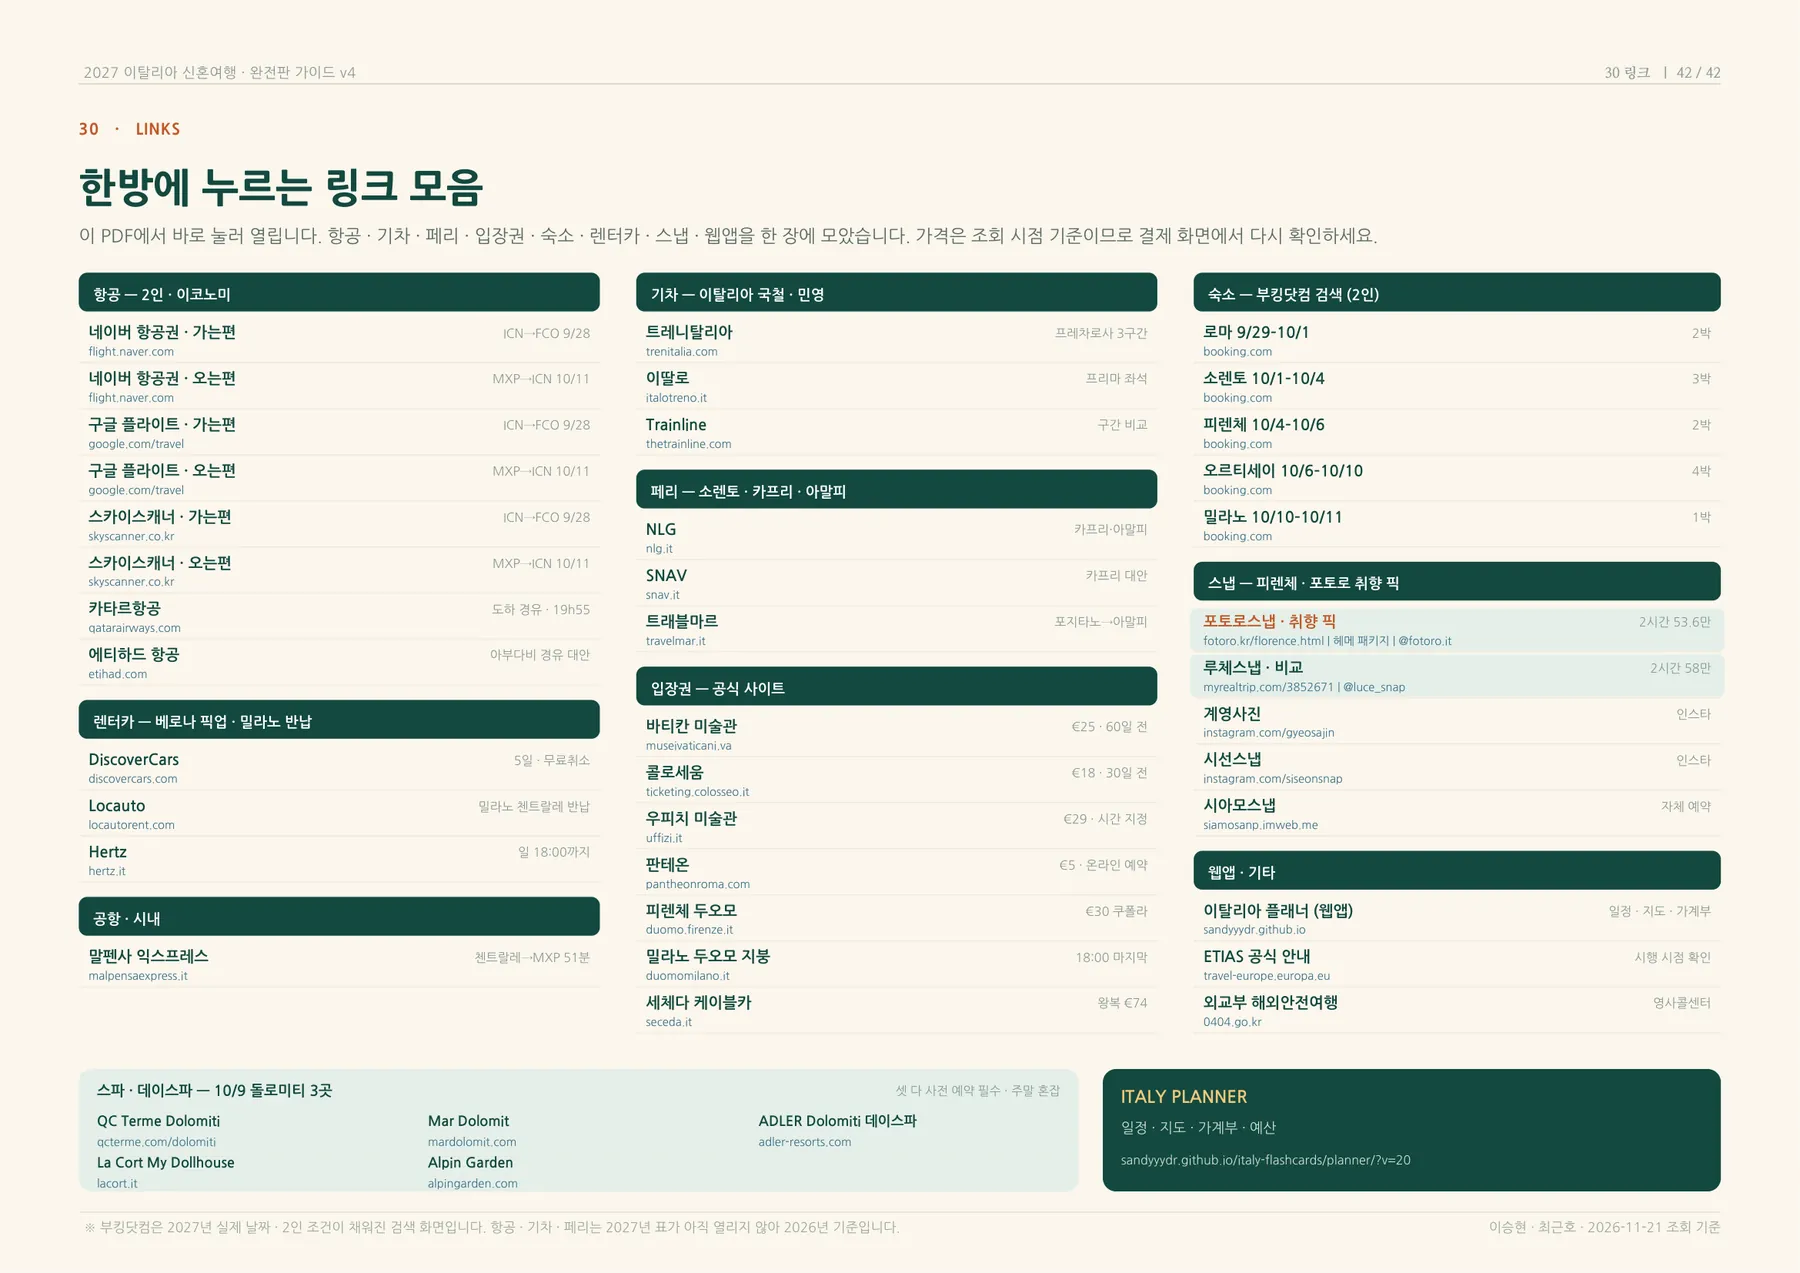 2027 이탈리아 신혼여행 · 완전판 가이드 v4
30 링크 | 42 / 42
30 · LINKS
한방에 누르는 링크 모음
이 PDF에서 바로 눌러 열립니다. 항공 · 기차 · 페리 · 입장권 · 숙소 · 렌터카 · 스냅 · 웹앱을 한 장에 모았습니다. 가격은 조회 시점 기준이므로 결제 화면에서 다시 확인하세요.
항공 — 2인 · 이코노미
네이버 항공권 · 가는편 ICN→FCO 9/28
flight.naver.com
네이버 항공권 · 오는편 MXP→ICN 10/11
flight.naver.com
구글 플라이트 · 가는편 ICN→FCO 9/28
google.com/travel
구글 플라이트 · 오는편 MXP→ICN 10/11
google.com/travel
스카이스캐너 · 가는편 ICN→FCO 9/28
skyscanner.co.kr
스카이스캐너 · 오는편 MXP→ICN 10/11
skyscanner.co.kr
카타르항공 도하 경유 · 19h55
qatarairways.com
에티하드 항공 아부다비 경유 대안
etihad.com
렌터카 — 베로나 픽업 · 밀라노 반납
DiscoverCars 5일 · 무료취소
discovercars.com
Locauto 밀라노 첸트랄레 반납
locautorent.com
Hertz 일 18:00까지
hertz.it
공항 · 시내
말펜사 익스프레스 첸트랄레→MXP 51분
malpensaexpress.it
기차 — 이탈리아 국철 · 민영
트레니탈리아 프레차로사 3구간
trenitalia.com
이딸로 프리마 좌석
italotreno.it
Trainline 구간 비교
thetrainline.com
페리 — 소렌토 · 카프리 · 아말피
NLG 카프리·아말피
nlg.it
SNAV 카프리 대안
snav.it
트래블마르 포지타노→아말피
travelmar.it
입장권 — 공식 사이트
바티칸 미술관 €25 · 60일 전
museivaticani.va
콜로세움 €18 · 30일 전
ticketing.colosseo.it
우피치 미술관 €29 · 시간 지정
uffizi.it
판테온 €5 · 온라인 예약
pantheonroma.com
피렌체 두오모 €30 쿠폴라
duomo.firenze.it
밀라노 두오모 지붕 18:00 마지막
duomomilano.it
세체다 케이블카 왕복 €74
seceda.it
숙소 — 부킹닷컴 검색 (2인)
로마 9/29-10/1 2박
booking.com
소렌토 10/1-10/4 3박
booking.com
피렌체 10/4-10/6 2박
booking.com
오르티세이 10/6-10/10 4박
booking.com
밀라노 10/10-10/11 1박
booking.com
스냅 — 피렌체 · 포토로 취향 픽
포토로스냅 · 취향 픽 2시간 53.6만
fotoro.kr/florence.html | 헤메 패키지 | @fotoro.it
루체스냅 · 비교 2시간 58만
myrealtrip.com/3852671 | @luce_snap
계영사진 인스타
instagram.com/gyeosajin
시선스냅 인스타
instagram.com/siseonsnap
시아모스냅 자체 예약
siamosanp.imweb.me
웹앱 · 기타
이탈리아 플래너 (웹앱) 일정 · 지도 · 가계부
sandyyydr.github.io
ETIAS 공식 안내 시행 시점 확인
travel-europe.europa.eu
외교부 해외안전여행 영사콜센터
0404.go.kr
스파 · 데이스파 — 10/9 돌로미티 3곳 셋 다 사전 예약 필수 · 주말 혼잡
QC Terme Dolomiti Mar Dolomit ADLER Dolomiti 데이스파
qcterme.com/dolomiti mardolomit.com adler-resorts.com
La Cort My Dollhouse Alpin Garden
lacort.it alpingarden.com
ITALY PLANNER
일정 · 지도 · 가계부 · 예산
sandyyydr.github.io/italy-flashcards/planner/?v=20
※ 부킹닷컴은 2027년 실제 날짜 · 2인 조건이 채워진 검색 화면입니다. 항공 · 기차 · 페리는 2027년 표가 아직 열리지 않아 2026년 기준입니다.
이승현 · 최근호 · 2026-11-21 조회 기준